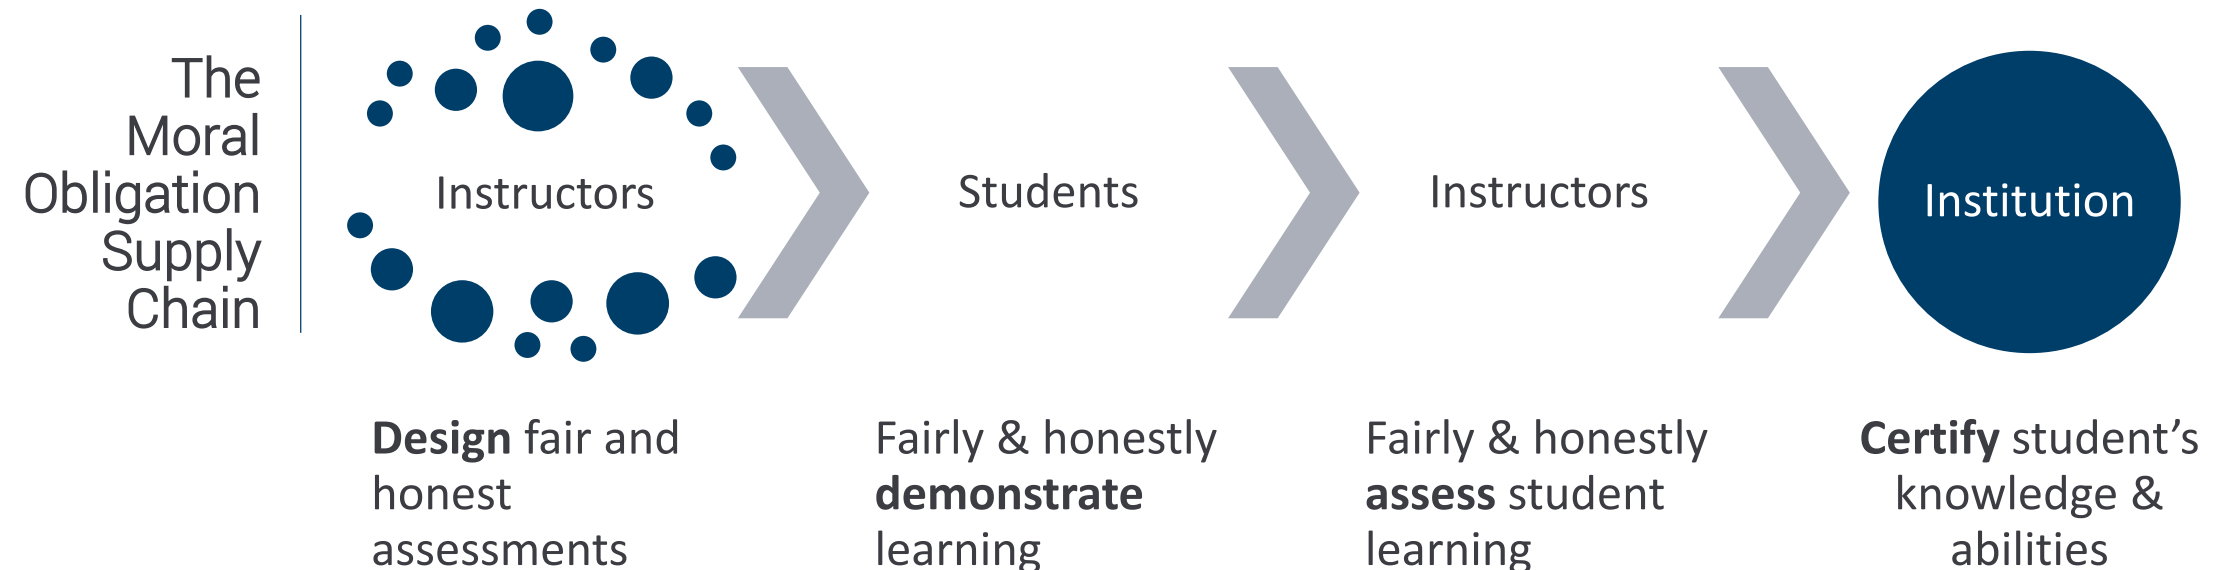 The
Moral
Obligation
Supply
Chain
Instructors
Students
Instructors
Institution
Design fair and
honest
assessments
Fairly & honestly
demonstrate
learning
Fairly & honestly
assess student
learning
Certify student’s
knowledge &
abilities